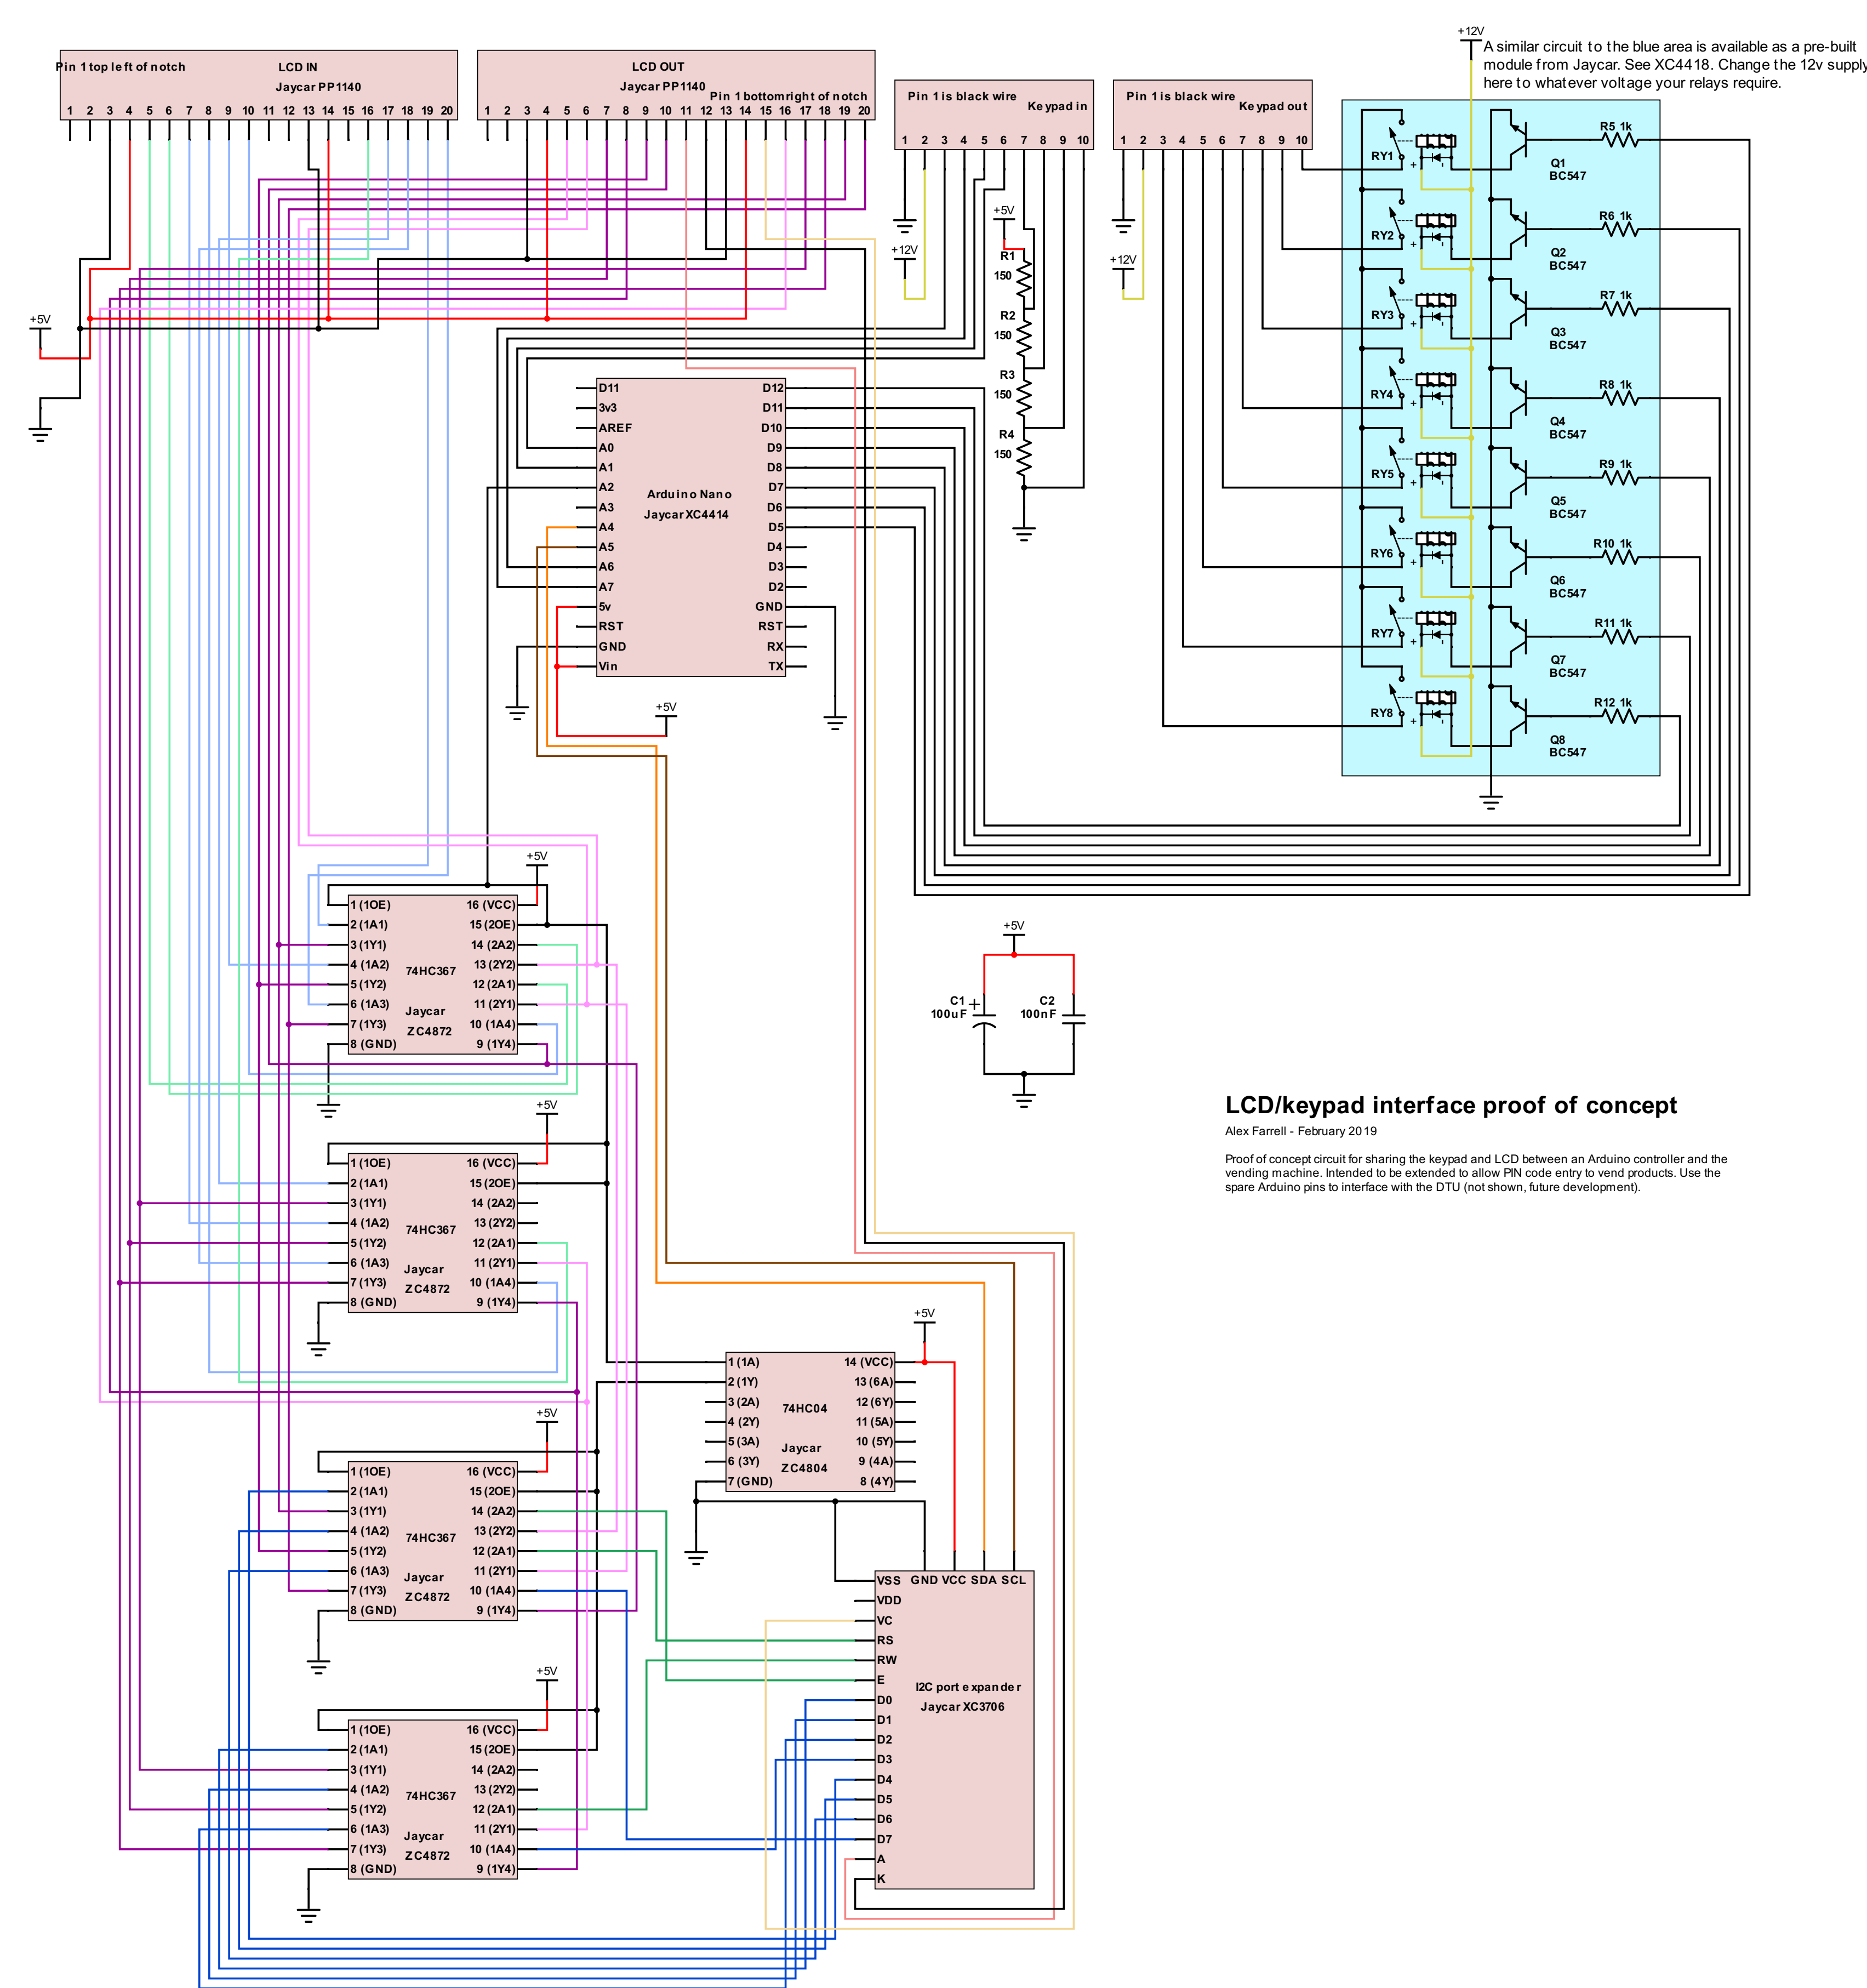 +12V
A similar circuit to the blue area is available as a pre-built
module from Jaycar. See XC4418. Change the 12v supply
here to whatever voltage your relays require.
Pin 1 top left of notch
LCD IN
Jaycar PP1140
1 2 3 4 5 6 7 8 9 10 11 12 13 14 15 16 17 18 19 20
LCD OUT
Jaycar PP1140
Pin 1 bottom right of notch
1 2 3 4 5 6 7 8 9 10 11 12 13 14 15 16 17 18 19 20
Pin 1 is black wire
Keypad in
1 2 3 4 5 6 7 8 9 10
Pin 1 is black wire
Keypad out
1 2 3 4 5 6 7 8 9 10
+5V
+12V
+5V
R1
150
R2
150
R3
150
R4
150
+12V
RY1
+
R5 1k
Q1
BC547
RY2
+
R6 1k
Q2
BC547
RY3
+
R7 1k
Q3
BC547
RY4
+
R8 1k
Q4
BC547
RY5
+
R9 1k
Q5
BC547
RY6
+
R10 1k
Q6
BC547
RY7
+
R11 1k
Q7
BC547
RY8
+
R12 1k
Q8
BC547
D11 D12
3v3 D11
AREF D10
A0 D9
A1 D8
A2 D7
A3 D6
A4 D5
A5 D4
A6 D3
A7 D2
5v GND
RST RST
GND RX
Vin TX
Arduino Nano
Jaycar XC4414
+5V
+5V
1 (1OE) 16 (VCC)
2 (1A1) 15 (2OE)
3 (1Y1) 14 (2A2)
4 (1A2) 13 (2Y2)
5 (1Y2) 12 (2A1)
6 (1A3) 11 (2Y1)
7 (1Y3) 10 (1A4)
8 (GND) 9 (1Y4)
74HC367
Jaycar
ZC4872
+5V
C1
100uF
+
C2
100nF
LCD/keypad interface proof of concept
Alex Farrell - February 2019
Proof of concept circuit for sharing the keypad and LCD between an Arduino controller and the
vending machine. Intended to be extended to allow PIN code entry to vend products. Use the
spare Arduino pins to interface with the DTU (not shown, future development).
+5V
1 (1OE) 16 (VCC)
2 (1A1) 15 (2OE)
3 (1Y1) 14 (2A2)
4 (1A2) 13 (2Y2)
5 (1Y2) 12 (2A1)
6 (1A3) 11 (2Y1)
7 (1Y3) 10 (1A4)
8 (GND) 9 (1Y4)
74HC367
Jaycar
ZC4872
+5V
1 (1A) 14 (VCC)
2 (1Y) 13 (6A)
3 (2A) 12 (6Y)
4 (2Y) 11 (5A)
5 (3A) 10 (5Y)
6 (3Y) 9 (4A)
7 (GND) 8 (4Y)
74HC04
Jaycar
ZC4804
+5V
1 (1OE) 16 (VCC)
2 (1A1) 15 (2OE)
3 (1Y1) 14 (2A2)
4 (1A2) 13 (2Y2)
5 (1Y2) 12 (2A1)
6 (1A3) 11 (2Y1)
7 (1Y3) 10 (1A4)
8 (GND) 9 (1Y4)
74HC367
Jaycar
ZC4872
VSS GND VCC SDA SCL
VDD
VC
RS
RW
E
D0
D1
D2
D3
D4
D5
D6
D7
A
K
I2C port expander
Jaycar XC3706
+5V
1 (1OE) 16 (VCC)
2 (1A1) 15 (2OE)
3 (1Y1) 14 (2A2)
4 (1A2) 13 (2Y2)
5 (1Y2) 12 (2A1)
6 (1A3) 11 (2Y1)
7 (1Y3) 10 (1A4)
8 (GND) 9 (1Y4)
74HC367
Jaycar
ZC4872